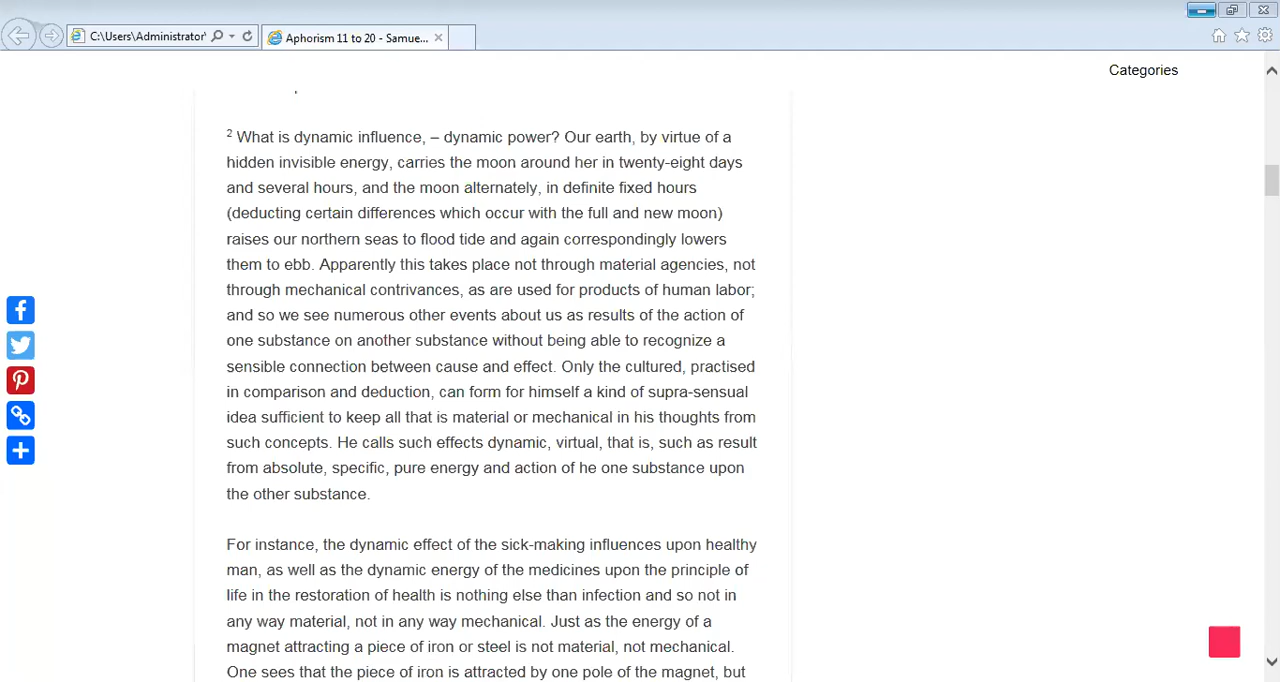 C:\Users\Administrator'
Aphorism 11 to 20 - Samue...
Categories
2 What is dynamic influence, – dynamic power? Our earth, by virtue of a
hidden invisible energy, carries the moon around her in twenty-eight days
and several hours, and the moon alternately, in definite fixed hours
(deducting certain differences which occur with the full and new moon)
raises our northern seas to flood tide and again correspondingly lowers
them to ebb. Apparently this takes place not through material agencies, not
through mechanical contrivances, as are used for products of human labor;
and so we see numerous other events about us as results of the action of
one substance on another substance without being able to recognize a
sensible connection between cause and effect. Only the cultured, practised
in comparison and deduction, can form for himself a kind of supra-sensual
idea sufficient to keep all that is material or mechanical in his thoughts from
such concepts. He calls such effects dynamic, virtual, that is, such as result
from absolute, specific, pure energy and action of he one substance upon
the other substance.
For instance, the dynamic effect of the sick-making influences upon healthy
man, as well as the dynamic energy of the medicines upon the principle of
life in the restoration of health is nothing else than infection and so not in
any way material, not in any way mechanical. Just as the energy of a
magnet attracting a piece of iron or steel is not material, not mechanical.
One sees that the piece of iron is attracted by one pole of the magnet, but